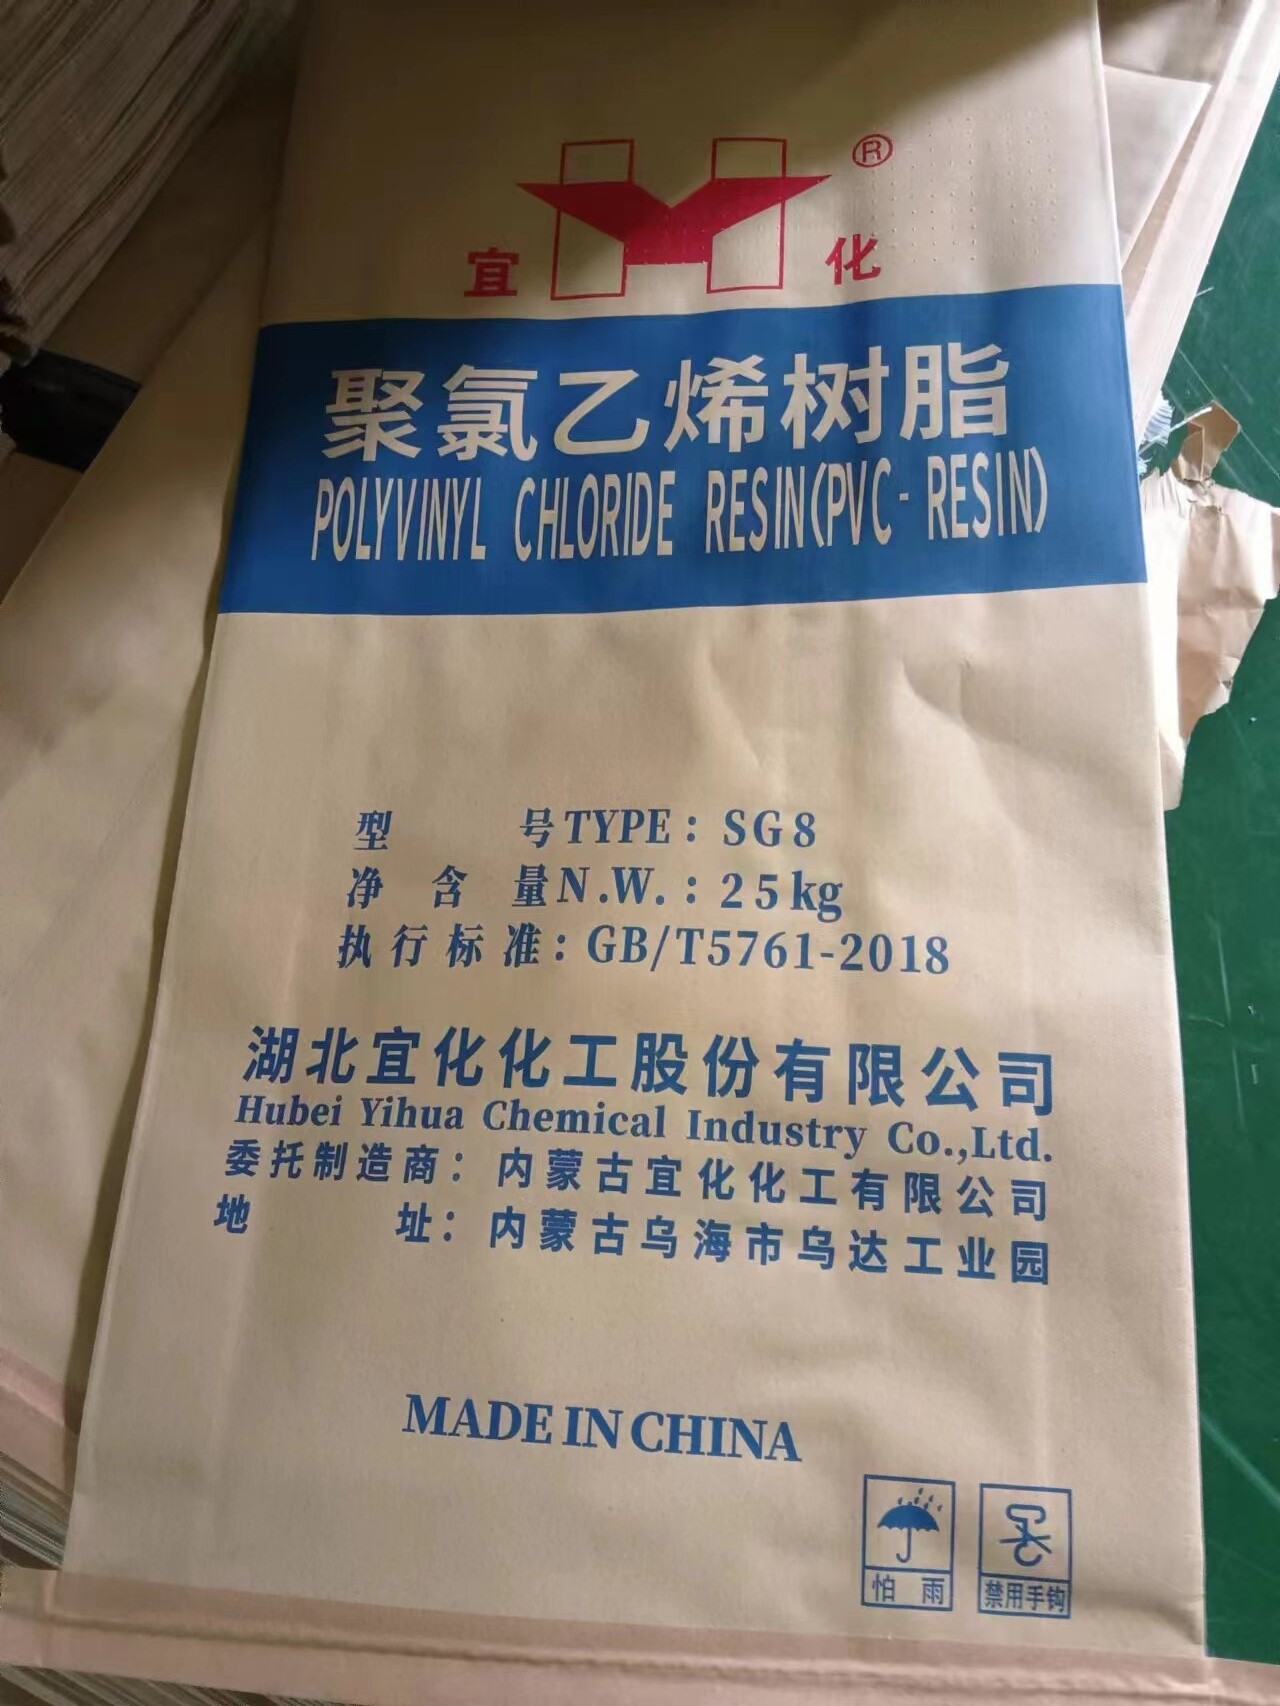 ®
宜 化
聚氯乙烯树脂
POLYVINYL CHLORIDE RESIN(PVC-RESIN)
型 号TYPE：SG8
净 含 量N.W.：25kg
执行标准：GB/T5761-2018
湖北宜化化工股份有限公司
Hubei Yihua Chemical Industry Co.,Ltd.
委托制造商：内蒙古宜化化工有限公司
地 址：内蒙古乌海市乌达工业园
MADE IN CHINA
怕 雨 禁用手钩